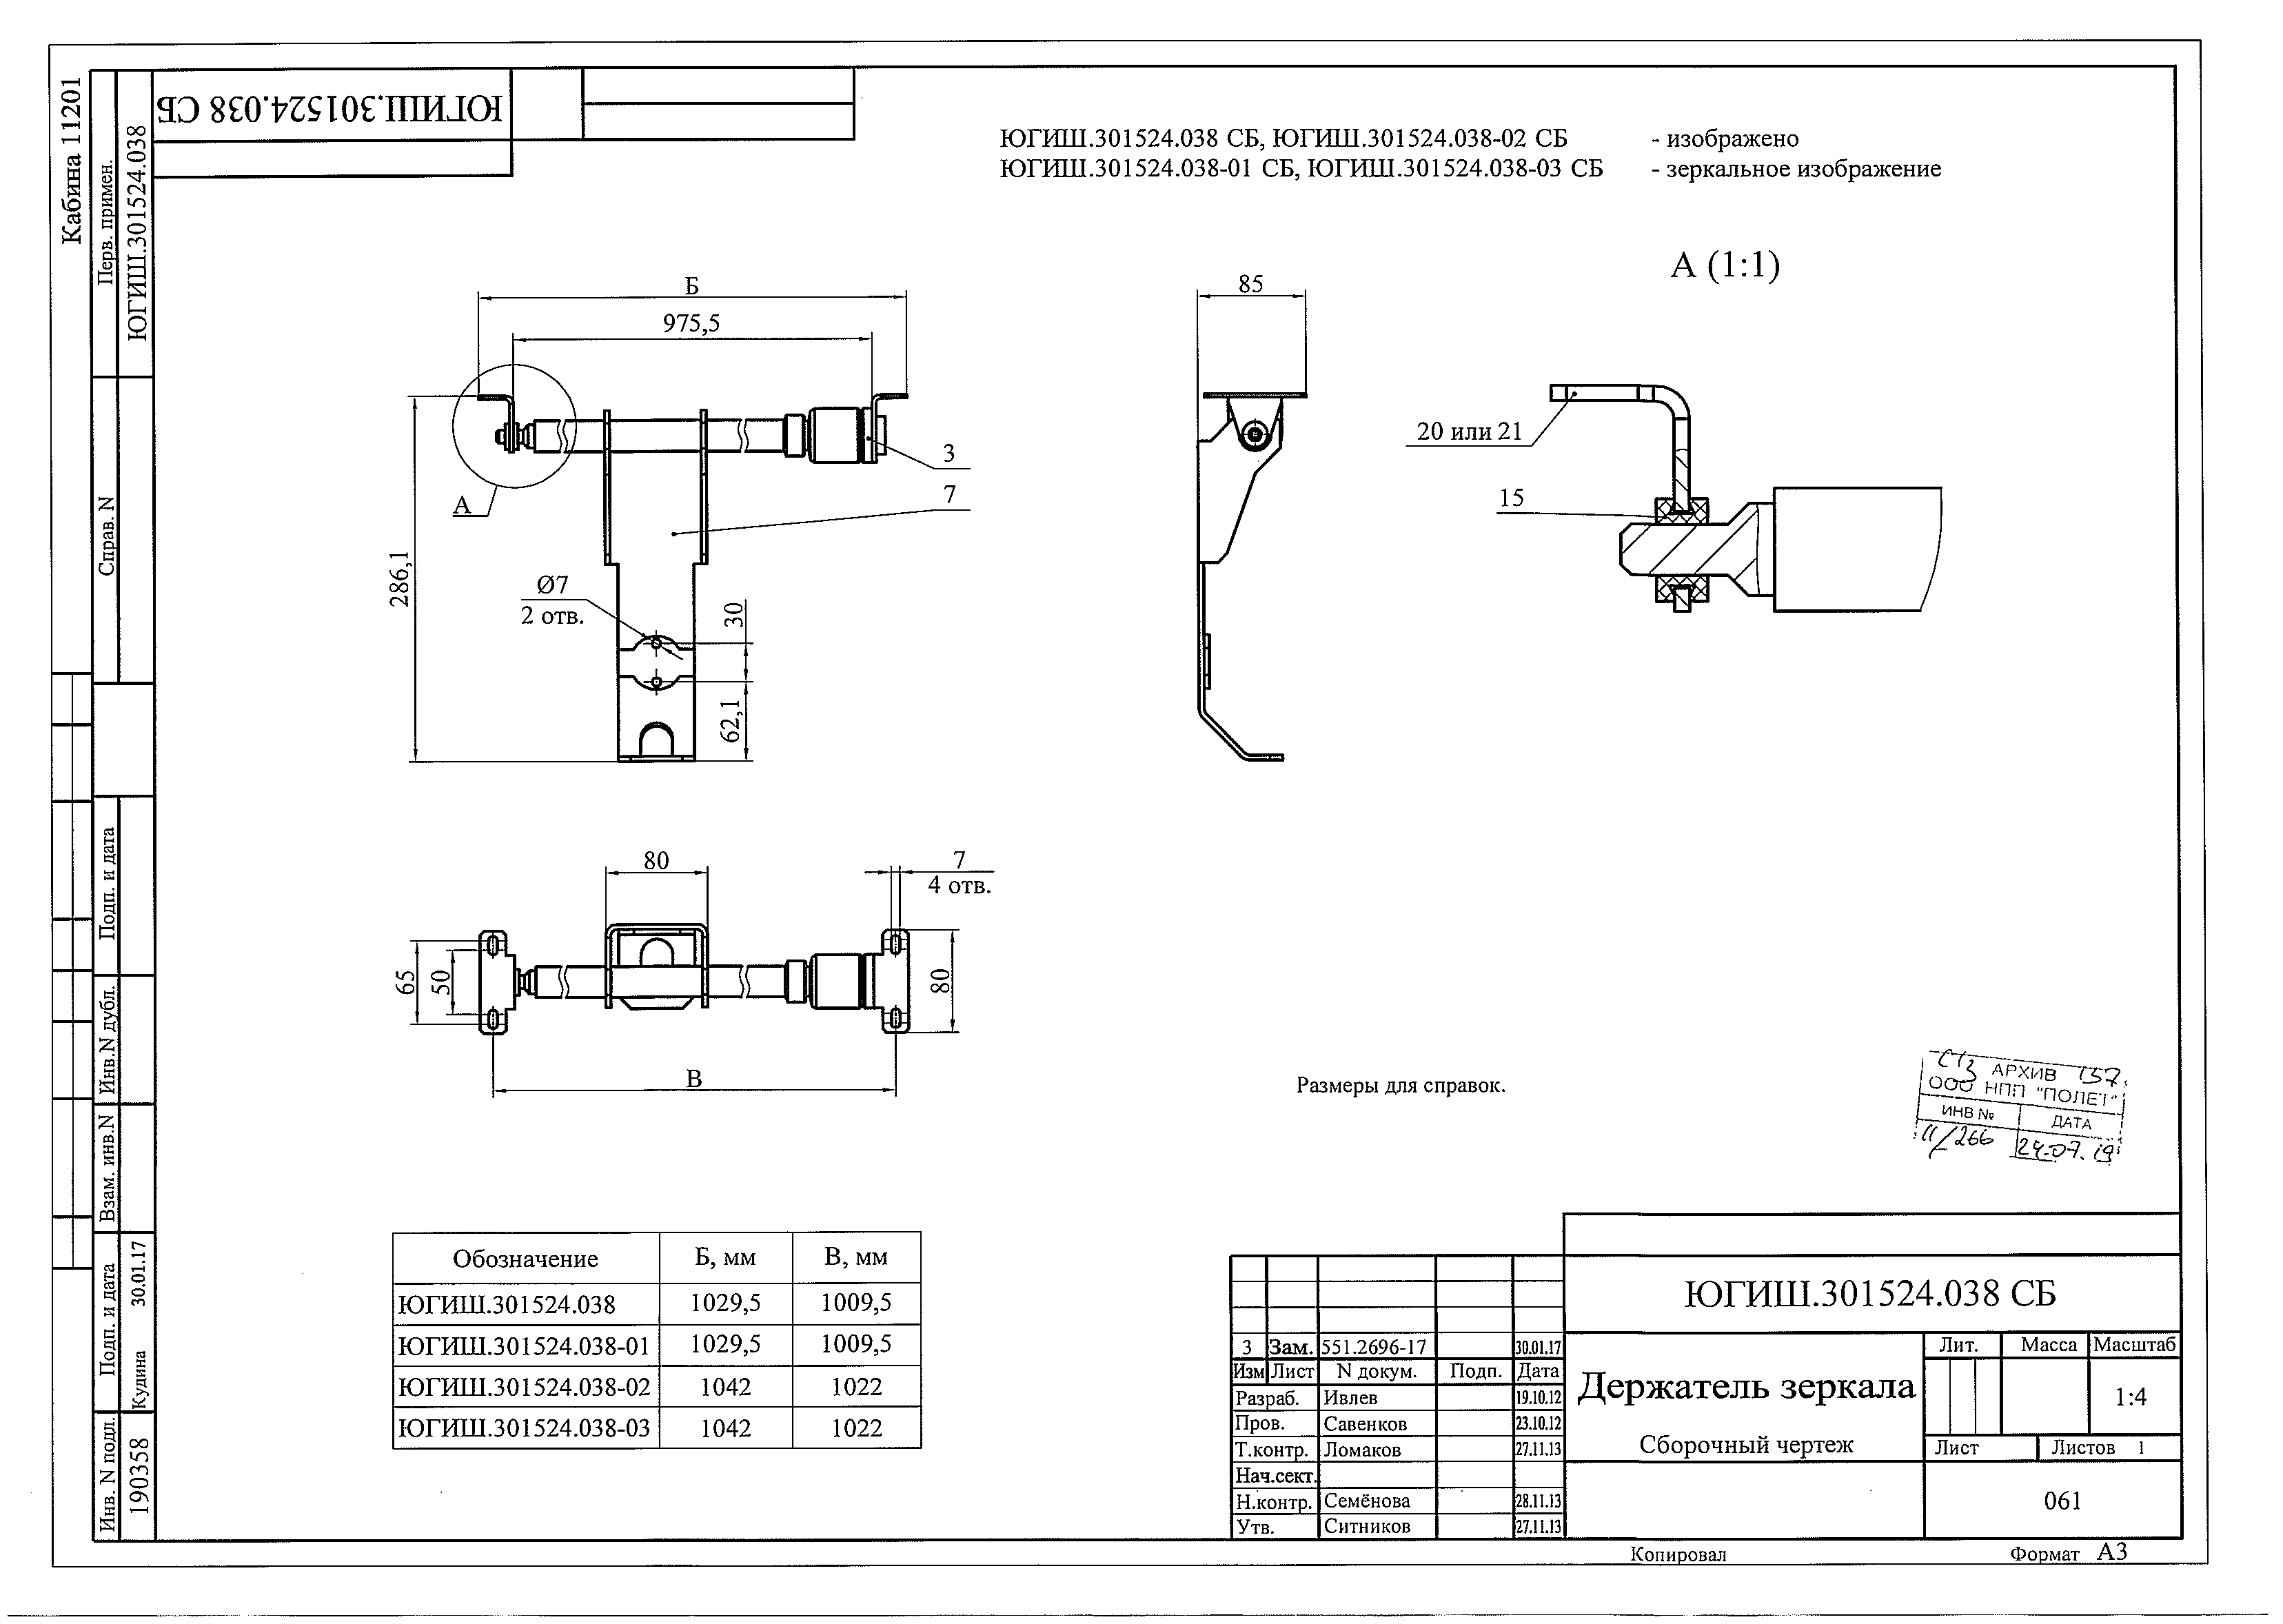 Кабина 11201
Перв. примен.
ЮГИШ.301524.038
Справ. N
Подп. и дата
Инв.N дубл.
Взам. инв.N
Подп. и дата
Кудина 30.01.17
Инв. N подл.
190358
ЮГИШ.301524.038 СБ
ЮГИШ.301524.038 СБ, ЮГИШ.301524.038-02 СБ - изображено
ЮГИШ.301524.038-01 СБ, ЮГИШ.301524.038-03 СБ - зеркальное изображение
А (1:1)
Б
975,5
85
20 или 21
3
7
А
15
286,1
Ø7
2 отв.
30
62,1
80
7
4 отв.
65
50
80
В
Размеры для справок.
СГЗ АРХИВ 137
ООО НПП "ПОЛЕТ"
ИНВ № ДАТА
11/266 24.07.19
Обозначение Б, мм В, мм
ЮГИШ.301524.038 1029,5 1009,5
ЮГИШ.301524.038-01 1029,5 1009,5
ЮГИШ.301524.038-02 1042 1022
ЮГИШ.301524.038-03 1042 1022
ЮГИШ.301524.038 СБ
3 Зам. 551.2696-17 30.01.17
Изм Лист N докум. Подп. Дата
Разраб. Ивлев 19.10.12
Пров. Савенков 23.10.12
Т.контр. Ломаков 27.11.13
Нач.сект.
Н.контр. Семёнова 28.11.13
Утв. Ситников 27.11.13
Держатель зеркала
Сборочный чертеж
Лит. Масса Масштаб
1:4
Лист Листов 1
061
Копировал Формат А3